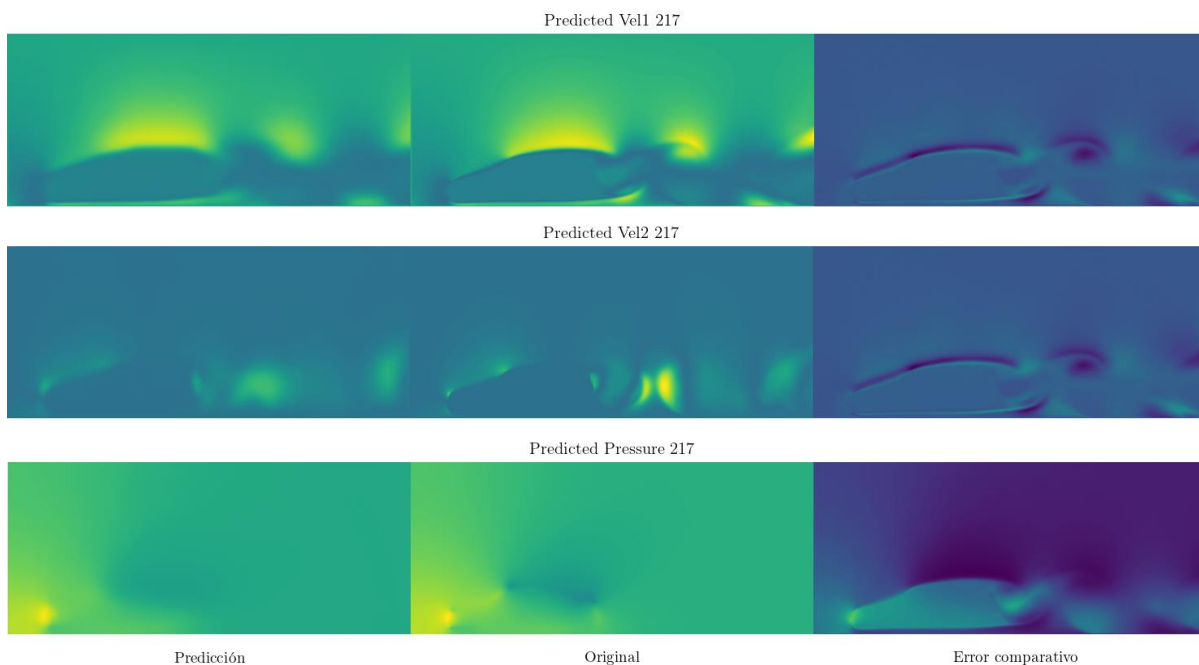 Predicted Vel1 217
Predicted Vel2 217
Predicted Pressure 217
Predicción
Original
Error comparativo